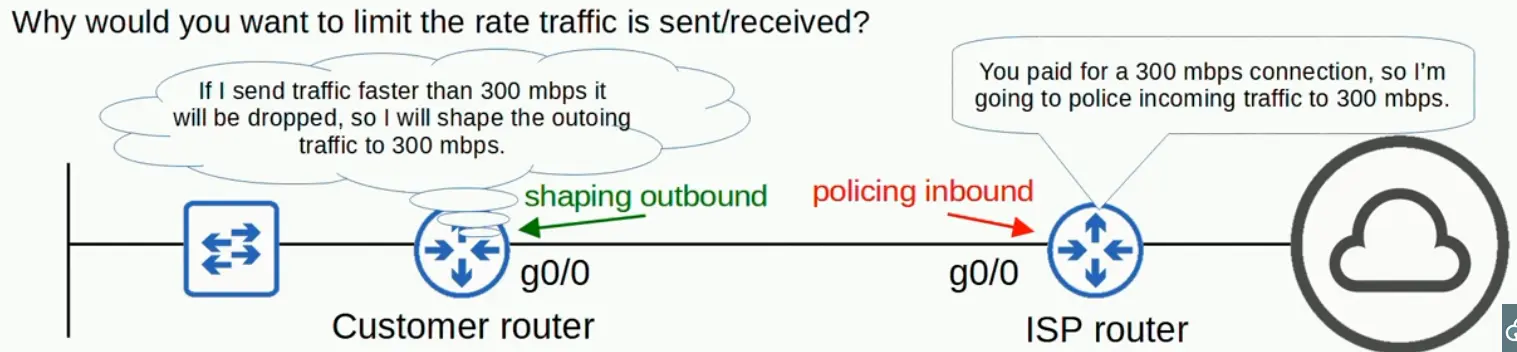 Why would you want to limit the rate traffic is sent/received?
If I send traffic faster than 300 mbps it
will be dropped, so I will shape the outoing
traffic to 300 mbps.
You paid for a 300 mbps connection, so I'm
going to police incoming traffic to 300 mbps.
shaping outbound
policing inbound
g0/0
g0/0
Customer router
ISP router